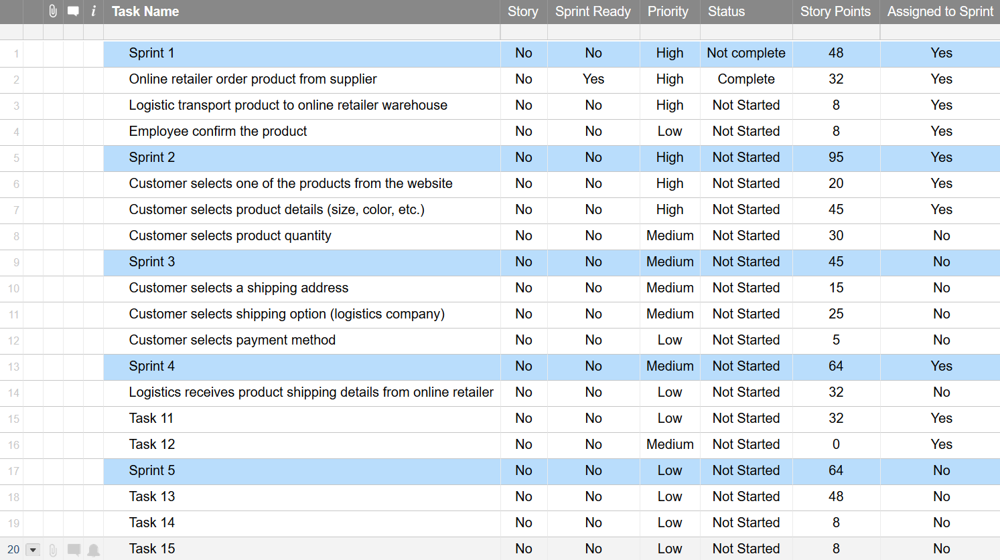 i Task Name Story Sprint Ready Priority Status Story Points Assigned to Sprint
1 Sprint 1 No No High Not complete 48 Yes
2 Online retailer order product from supplier No Yes High Complete 32 Yes
3 Logistic transport product to online retailer warehouse No No High Not Started 8 Yes
4 Employee confirm the product No No Low Not Started 8 Yes
5 Sprint 2 No No High Not Started 95 Yes
6 Customer selects one of the products from the website No No High Not Started 20 Yes
7 Customer selects product details (size, color, etc.) No No High Not Started 45 Yes
8 Customer selects product quantity No No Medium Not Started 30 No
9 Sprint 3 No No Medium Not Started 45 No
10 Customer selects a shipping address No No Medium Not Started 15 No
11 Customer selects shipping option (logistics company) No No Medium Not Started 25 No
12 Customer selects payment method No No Low Not Started 5 No
13 Sprint 4 No No Medium Not Started 64 Yes
14 Logistics receives product shipping details from online retailer No No Low Not Started 32 No
15 Task 11 No No Low Not Started 32 Yes
16 Task 12 No No Medium Not Started 0 Yes
17 Sprint 5 No No Low Not Started 64 No
18 Task 13 No No Low Not Started 48 No
19 Task 14 No No Low Not Started 8 No
20 Task 15 No No Low Not Started 8 No